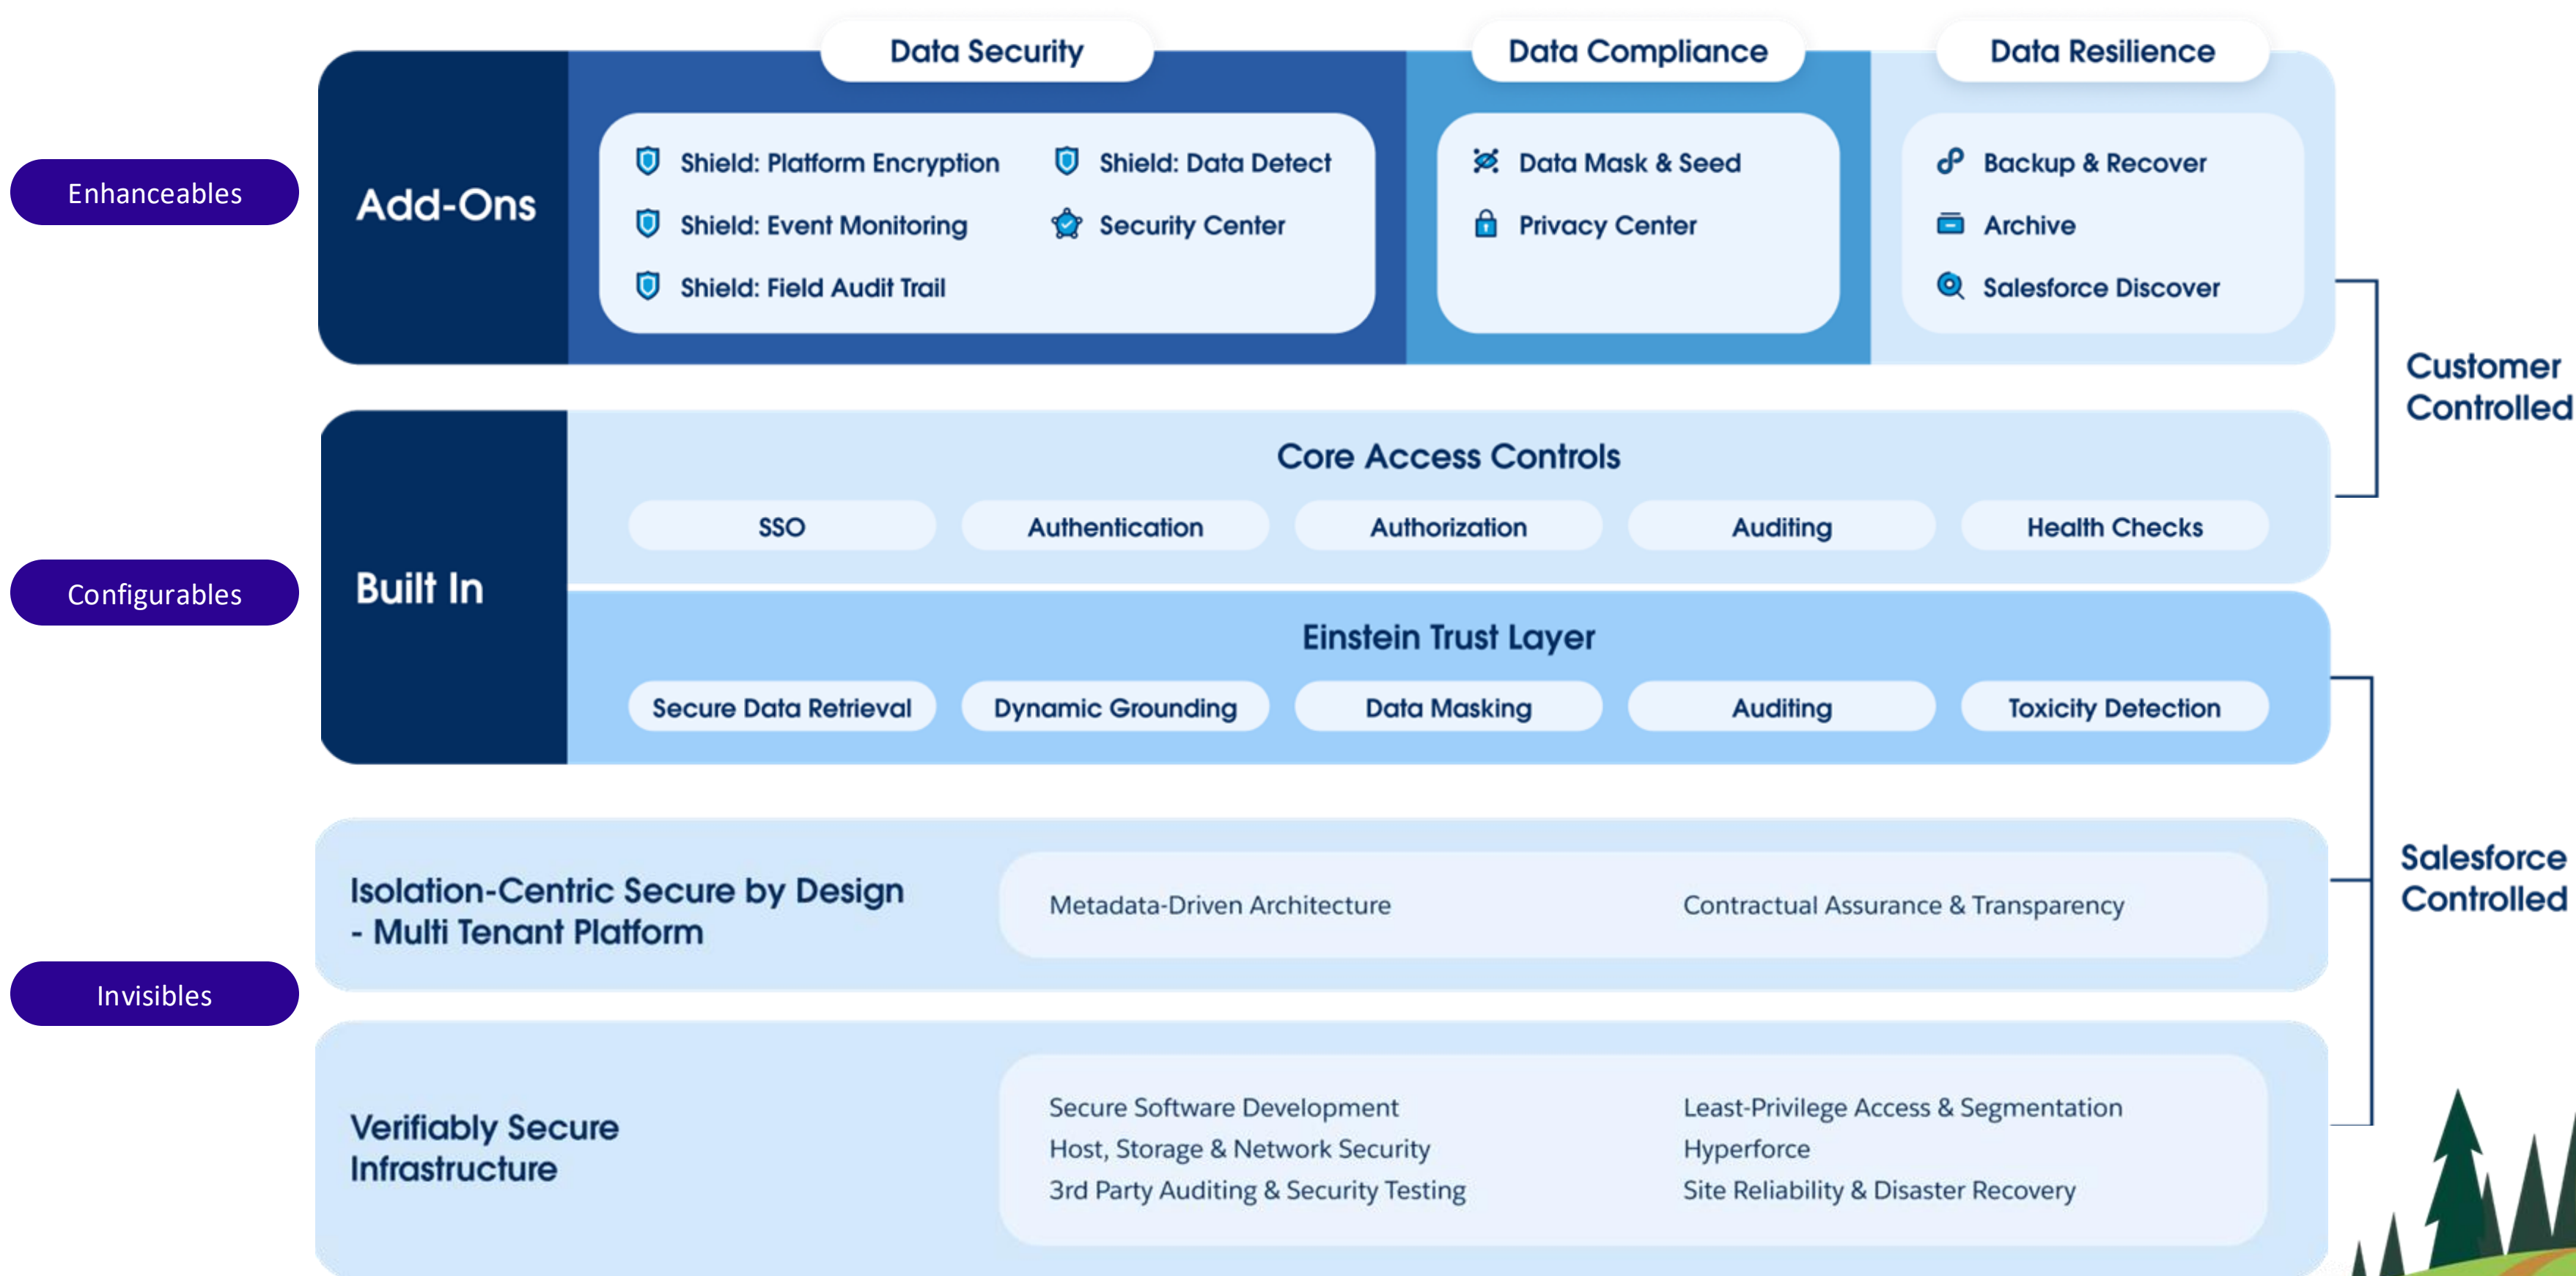 Data Security
Data Compliance
Data Resilience
Enhanceables
Add-Ons
Shield: Platform Encryption
Shield: Event Monitoring
Shield: Field Audit Trail
Shield: Data Detect
Security Center
Data Mask & Seed
Privacy Center
Backup & Recover
Archive
Salesforce Discover
Customer
Controlled
Configurables
Built In
Core Access Controls
SSO
Authentication
Authorization
Auditing
Health Checks
Einstein Trust Layer
Secure Data Retrieval
Dynamic Grounding
Data Masking
Auditing
Toxicity Detection
Salesforce
Controlled
Invisibles
Isolation-Centric Secure by Design
- Multi Tenant Platform
Metadata-Driven Architecture
Contractual Assurance & Transparency
Verifiably Secure
Infrastructure
Secure Software Development
Host, Storage & Network Security
3rd Party Auditing & Security Testing
Least-Privilege Access & Segmentation
Hyperforce
Site Reliability & Disaster Recovery